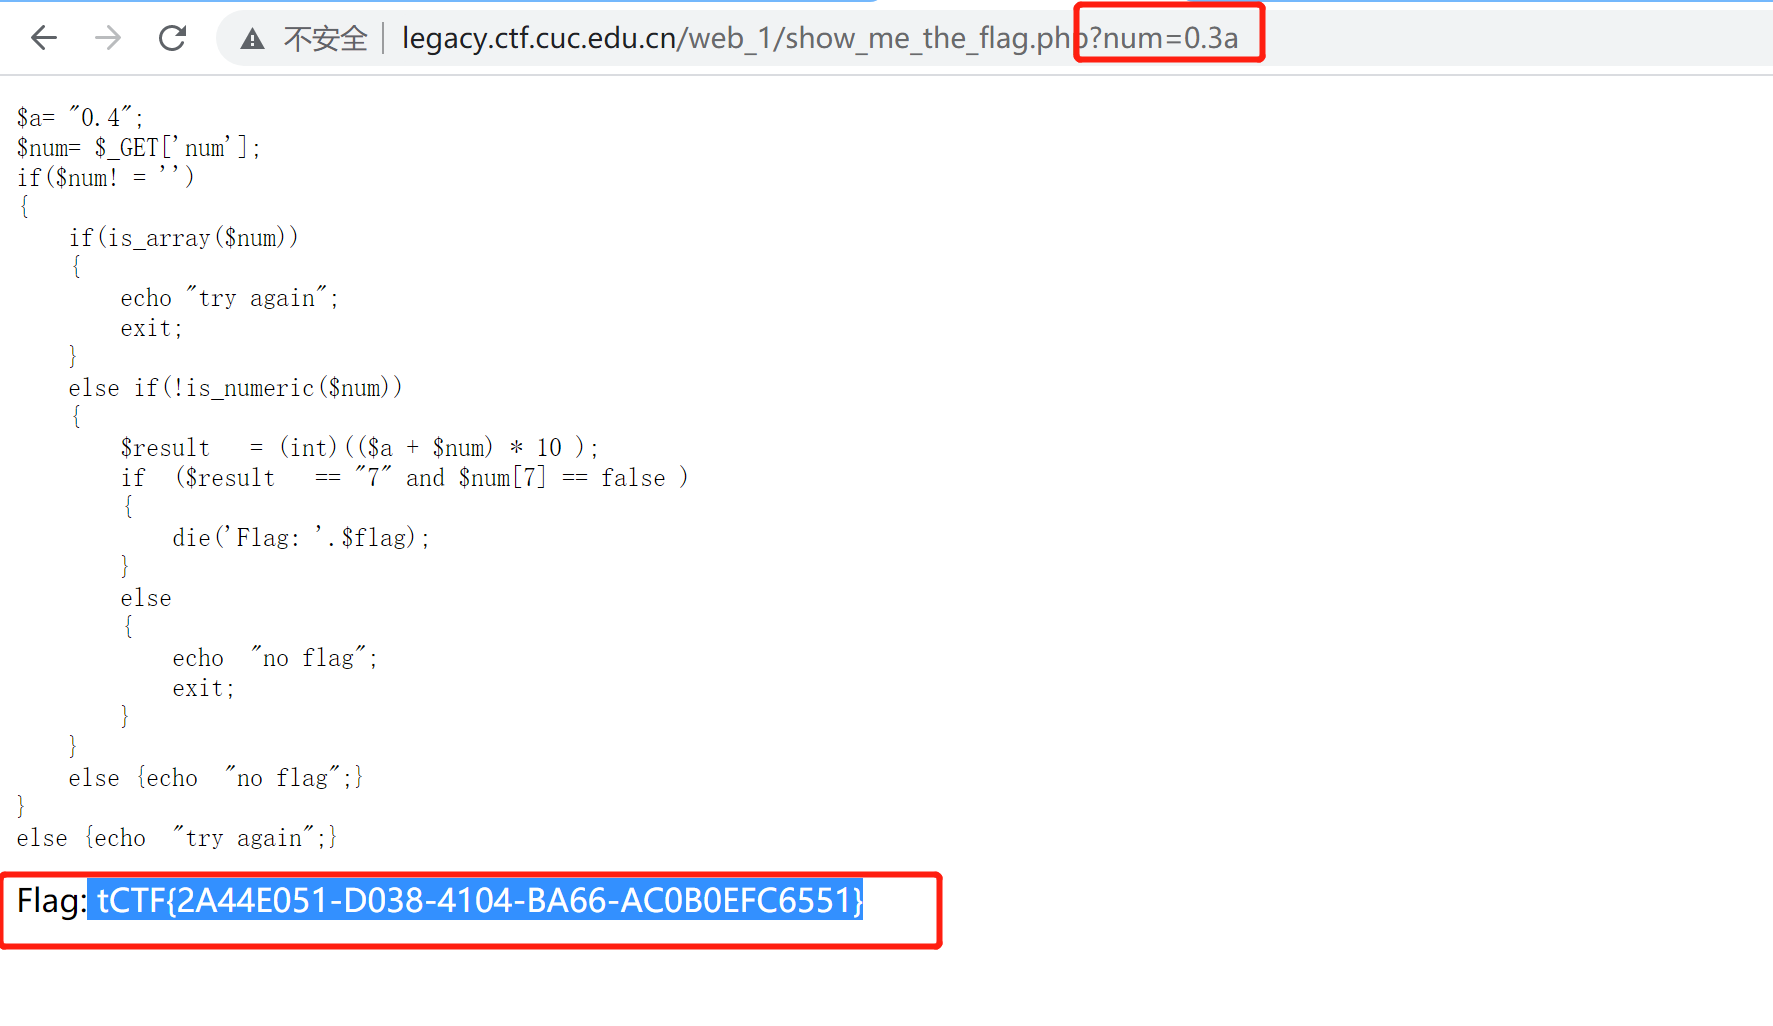 不安全 legacy.ctf.cuc.edu.cn/web_1/show_me_the_flag.php?num=0.3a
$a= "0.4";
$num= $_GET['num'];
if($num! = '')
{
    if(is_array($num))
    {
        echo "try again";
        exit;
    }
    else if(!is_numeric($num))
    {
        $result   = (int)(($a + $num) * 10 );
        if  ($result   == "7" and $num[7] == false )
        {
            die('Flag: '.$flag);
        }
        else
        {
            echo  "no flag";
            exit;
        }
    }
    else {echo  "no flag";}
}
else {echo  "try again";}
Flag: tCTF{2A44E051-D038-4104-BA66-AC0B0EFC6551}